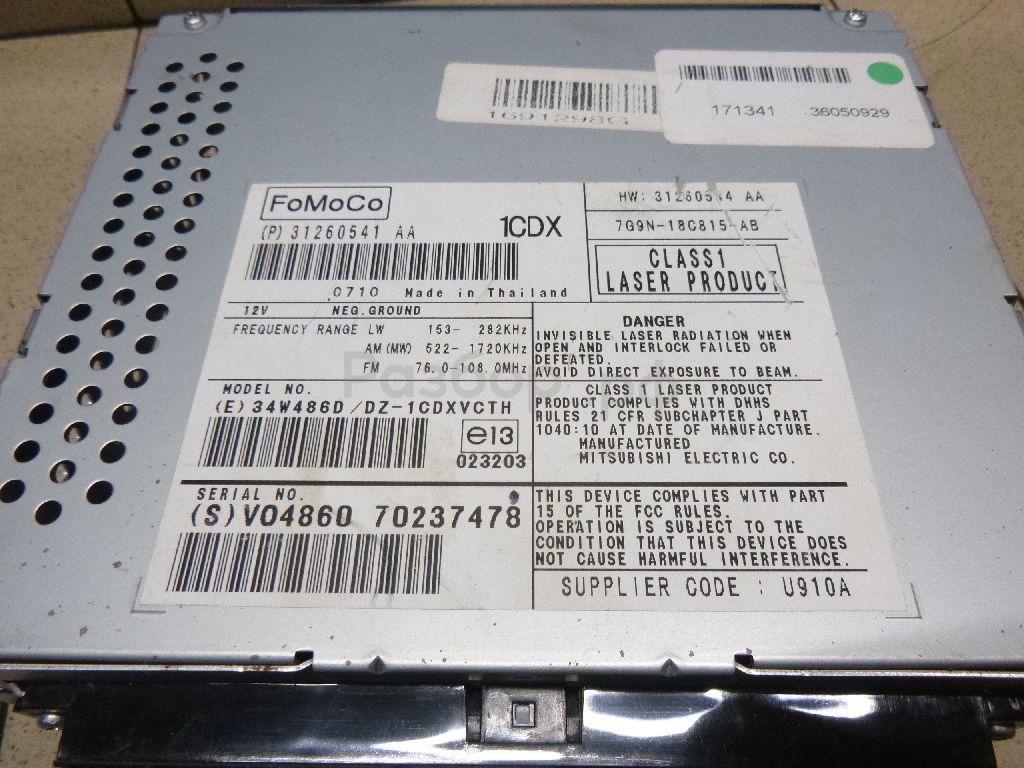 1691298G
171341 36050929
FoMoCo
(P) 31260541 AA
1CDX
HW: 31260544 AA
7G9N-18C815-AB
CLASS1
LASER PRODUCT
0710 Made in Thailand
12V NEG.GROUND
FREQUENCY RANGE LW 153- 282KHz
AM (MW) 522- 1720KHz
FM 76.0-108.0MHz
DANGER
INVISIBLE LASER RADIATION WHEN
OPEN AND INTERLOCK FAILED OR
DEFEATED.
AVOID DIRECT EXPOSURE TO BEAM.
MODEL NO.
(E) 34W486D/DZ-1CDXVCTH
e13
023203
CLASS 1 LASER PRODUCT
PRODUCT COMPLIES WITH DHHS
RULES 21 CFR SUBCHAPTER J PART
1040:10 AT DATE OF MANUFACTURE.
MANUFACTURED
MITSUBISHI ELECTRIC CO.
SERIAL NO.
(S) V04860 70237478
THIS DEVICE COMPLIES WITH PART
15 OF THE FCC RULES.
OPERATION IS SUBJECT TO THE
CONDITION THAT THIS DEVICE DOES
NOT CAUSE HARMFUL INTERFERENCE.
SUPPLIER CODE : U910A